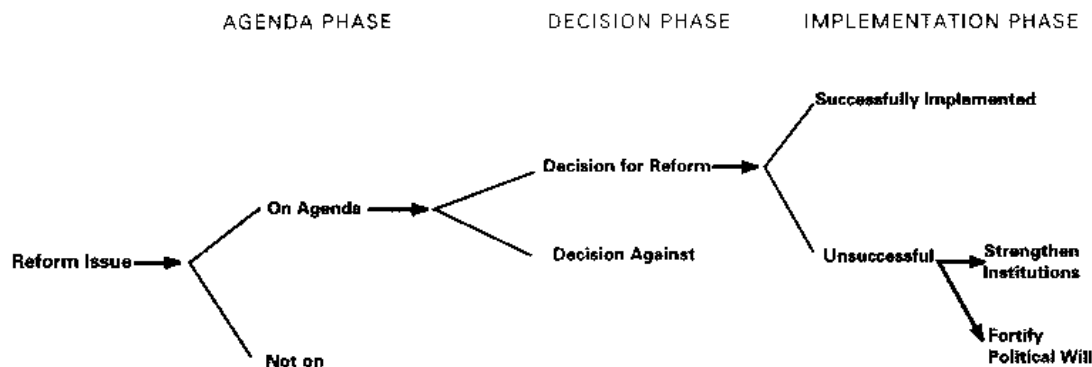 AGENDA PHASE
DECISION PHASE
IMPLEMENTATION PHASE
Successfully Implemented
Decision for Reform
On Agenda
Decision Against
Unsuccessful
Strengthen
Institutions
Reform Issue
Fortify
Political Will
Not on